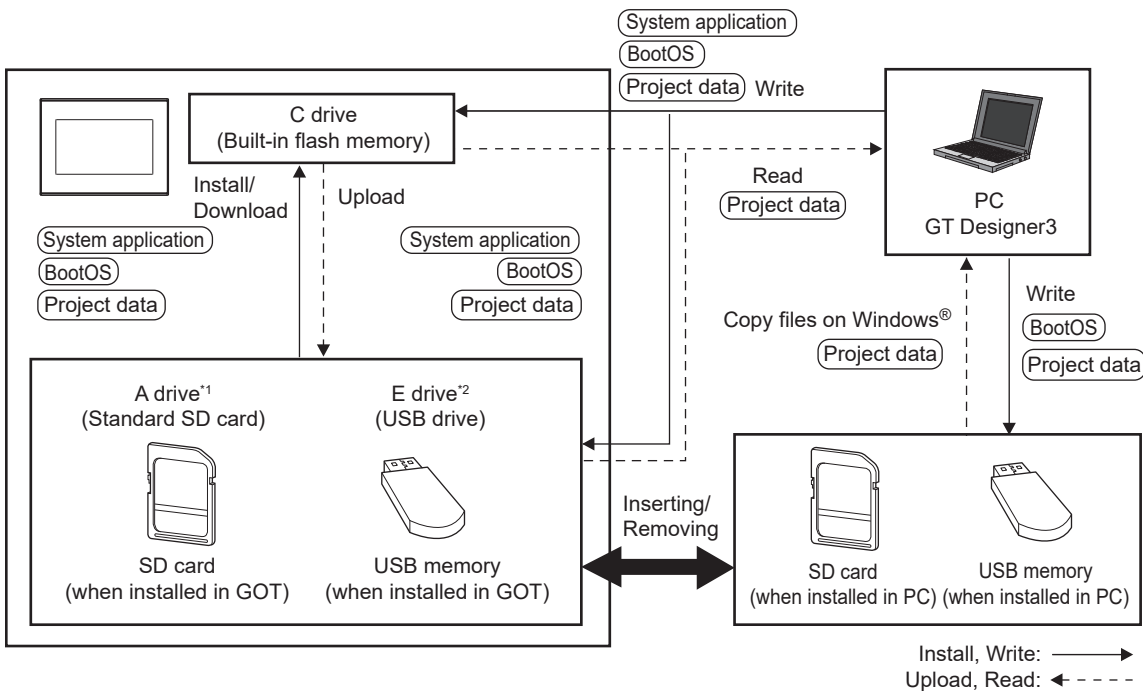 System application
BootOS
Project data
Write
C drive
(Built-in flash memory)
Install/
Download
Upload
Read
Project data
PC
GT Designer3
System application
BootOS
Project data
System application
BootOS
Project data
Copy files on Windows®
Project data
Write
BootOS
Project data
A drive*1
(Standard SD card)
E drive*2
(USB drive)
Inserting/
Removing
SD card
(when installed in GOT)
USB memory
(when installed in GOT)
SD card
(when installed in PC)
USB memory
(when installed in PC)
Install, Write:
Upload, Read: